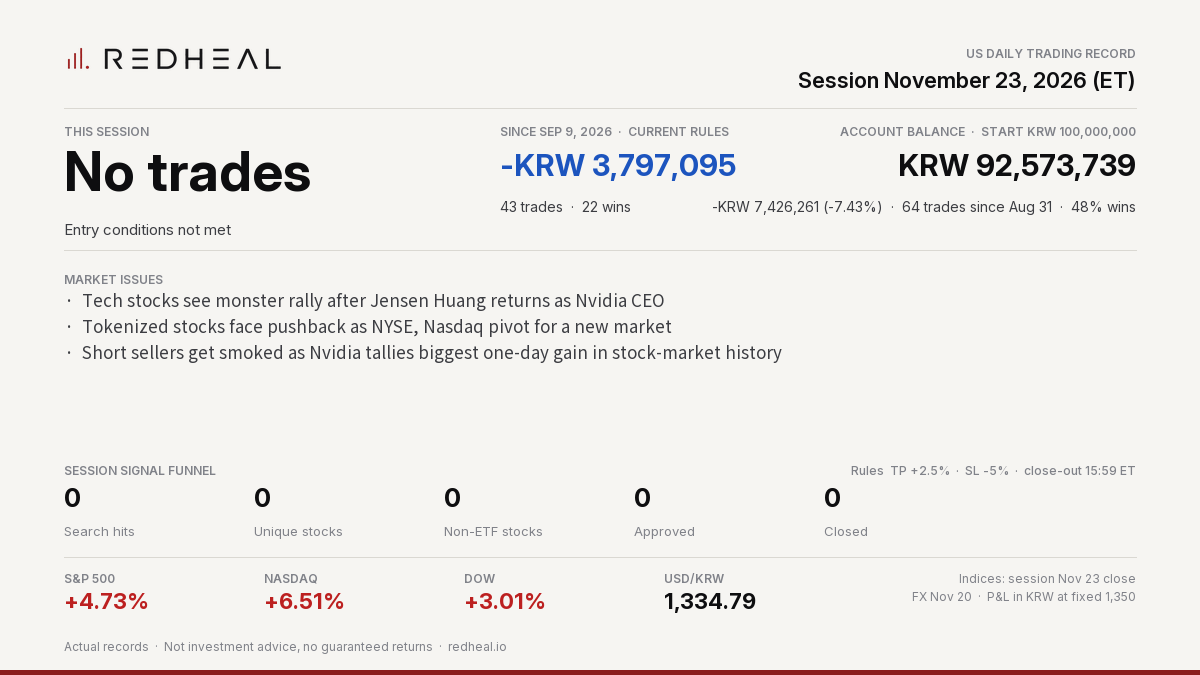 REDHEAL
US DAILY TRADING RECORD
Session November 23, 2026 (ET)
THIS SESSION
No trades
Entry conditions not met
SINCE SEP 9, 2026 · CURRENT RULES
-KRW 3,797,095
43 trades · 22 wins
ACCOUNT BALANCE · START KRW 100,000,000
KRW 92,573,739
-KRW 7,426,261 (-7.43%) · 64 trades since Aug 31 · 48% wins
MARKET ISSUES
· Tech stocks see monster rally after Jensen Huang returns as Nvidia CEO
· Tokenized stocks face pushback as NYSE, Nasdaq pivot for a new market
· Short sellers get smoked as Nvidia tallies biggest one-day gain in stock-market history
SESSION SIGNAL FUNNEL
Rules TP +2.5% · SL -5% · close-out 15:59 ET
0 0 0 0 0
Search hits Unique stocks Non-ETF stocks Approved Closed
S&P 500 NASDAQ DOW USD/KRW
+4.73% +6.51% +3.01% 1,334.79
Indices: session Nov 23 close
FX Nov 20 · P&L in KRW at fixed 1,350
Actual records · Not investment advice, no guaranteed returns · redheal.io